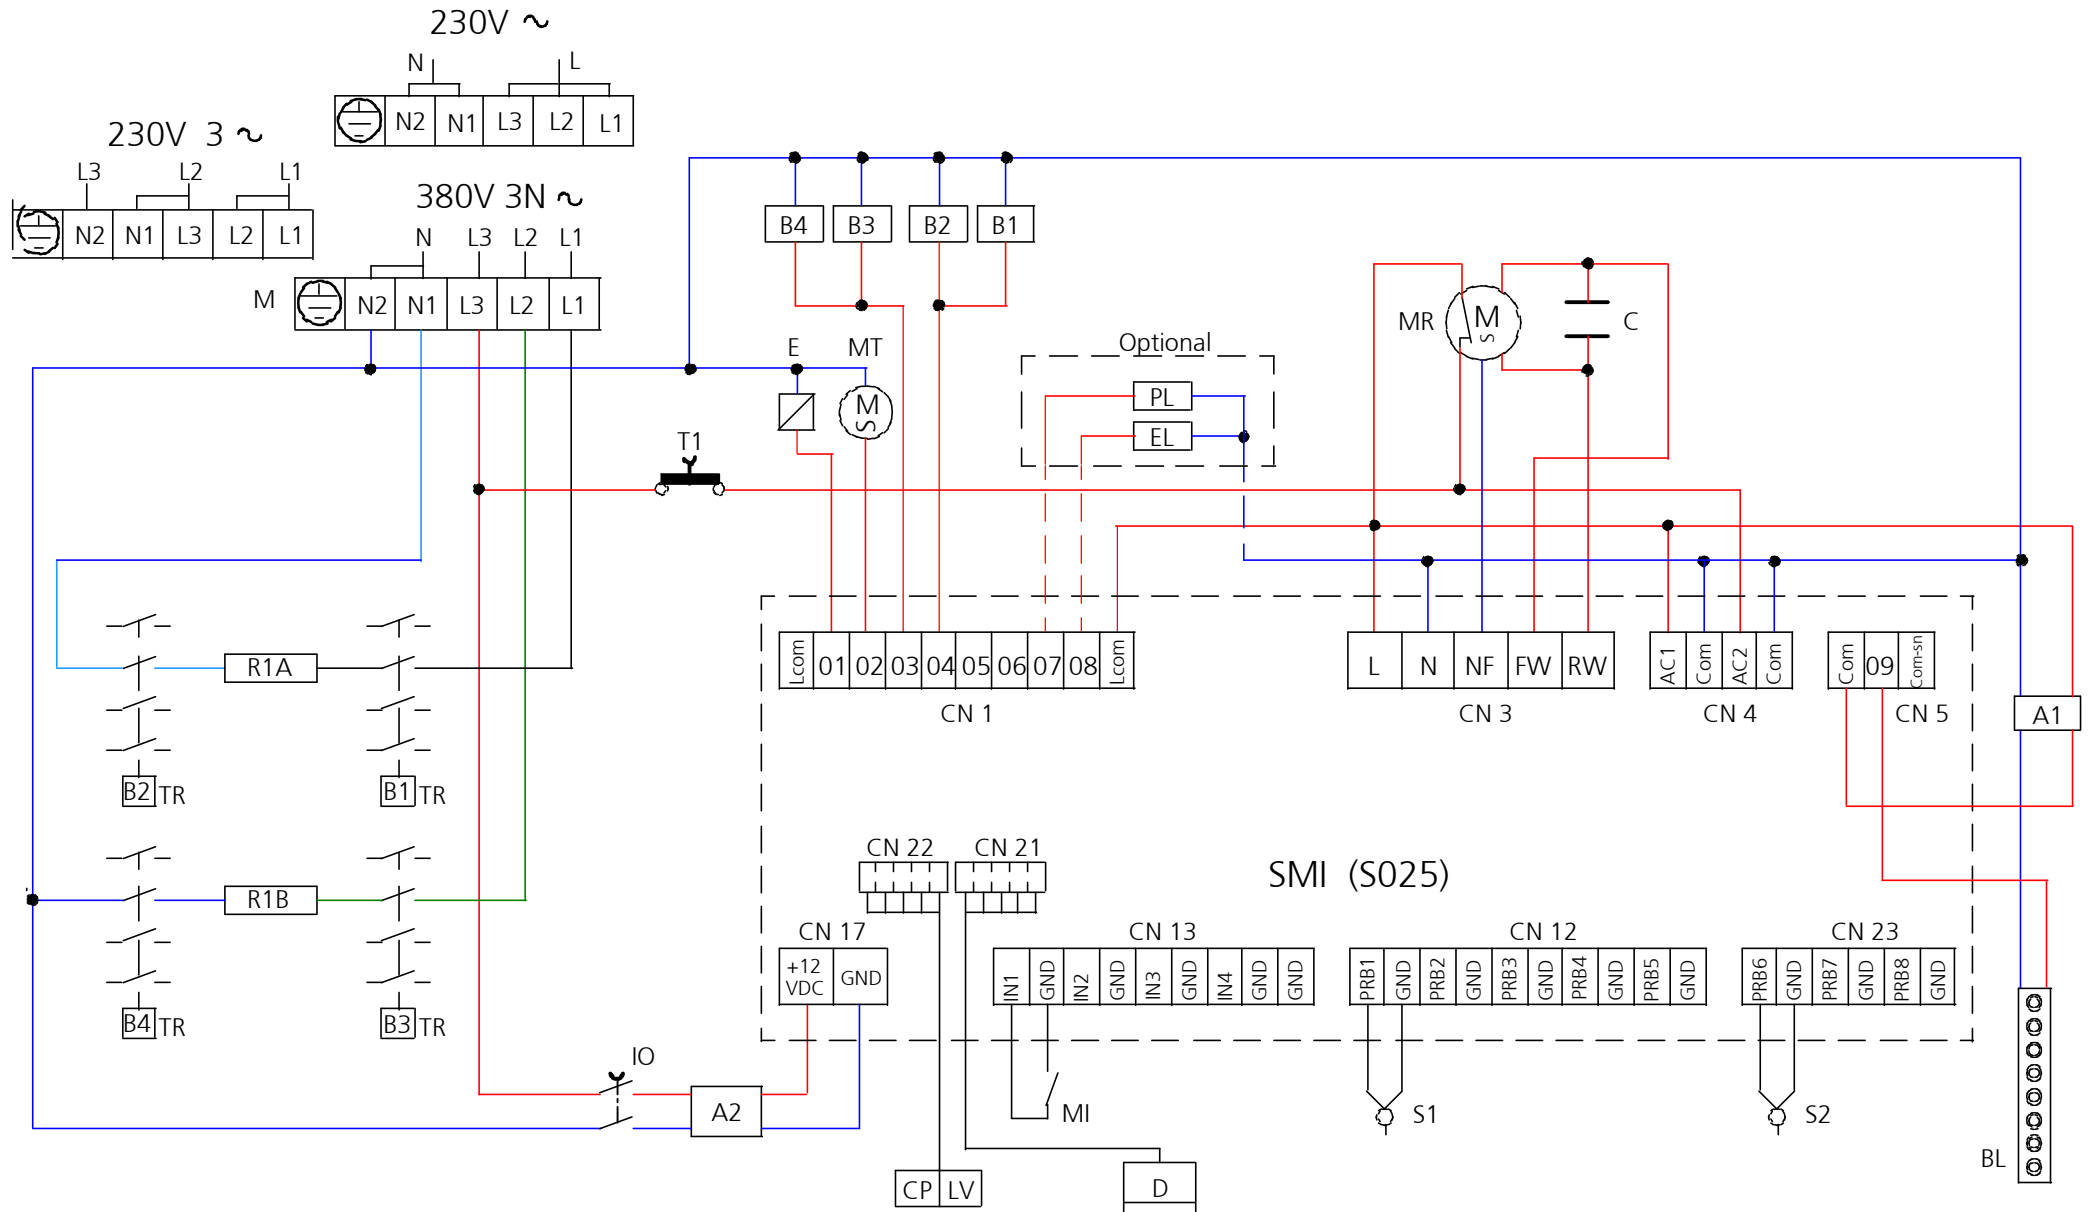 230V ~
N L
N2 N1 L3 L2 L1
230V 3 ~
L3 L2 L1
N2 N1 L3 L2 L1
380V 3N ~
N L3 L2 L1
M N2 N1 L3 L2 L1
B4 B3 B2 B1
E MT
M
S
Optional
PL
EL
MR M
S
C
T1
R1A
B2 TR B1 TR
R1B
B4 TR B3 TR
Lcom 01 02 03 04 05 06 07 08 Lcom
CN 1
L N NF FW RW
CN 3
AC1 Com AC2 Com
CN 4
Com 09 Com-sn
CN 5
A1
CN 22 CN 21
SMI (S025)
CN 17
+12
VDC GND
CN 13
IN1 GND IN2 GND IN3 GND IN4 GND GND
CN 12
PRB1 GND PRB2 GND PRB3 GND PRB4 GND PRB5 GND
CN 23
PRB6 GND PRB7 GND PRB8 GND
IO
A2
MI
S1
S2
BL
CP LV
D